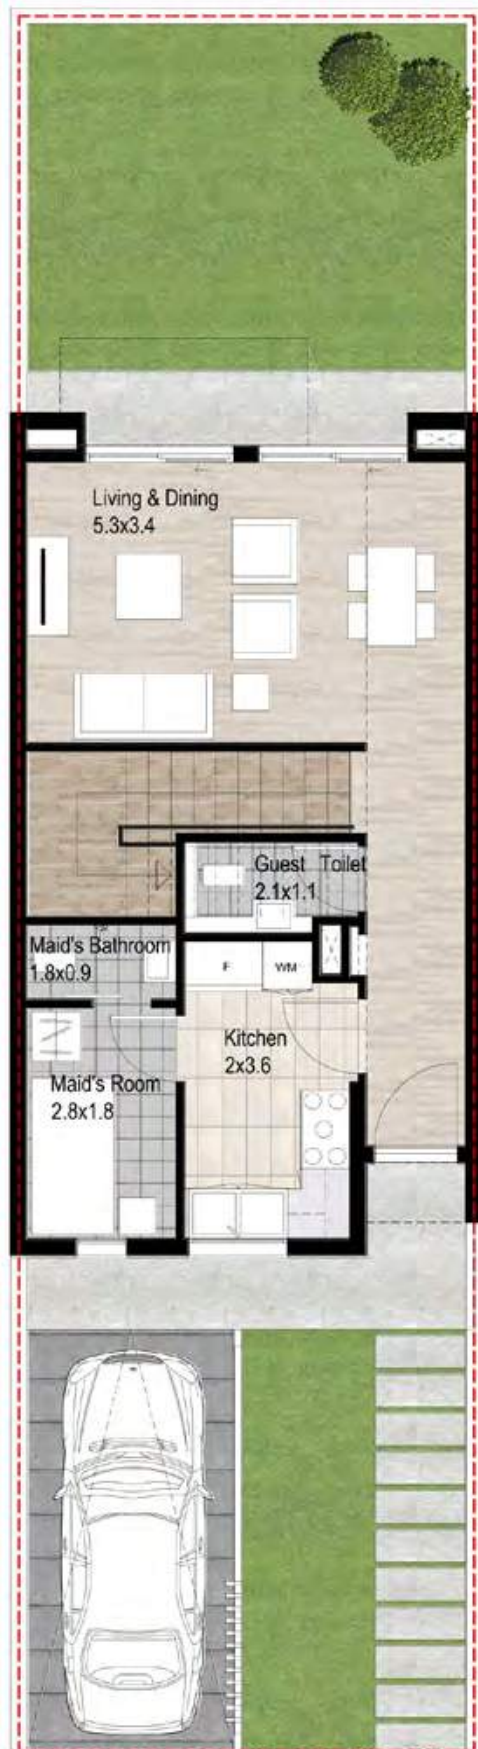 Living & Dining
5.3x3.4
Guest Toilet
2.1x1.1
Maid's Bathroom
1.8x0.9
F
WM
Kitchen
2x3.6
Maid's Room
2.8x1.8